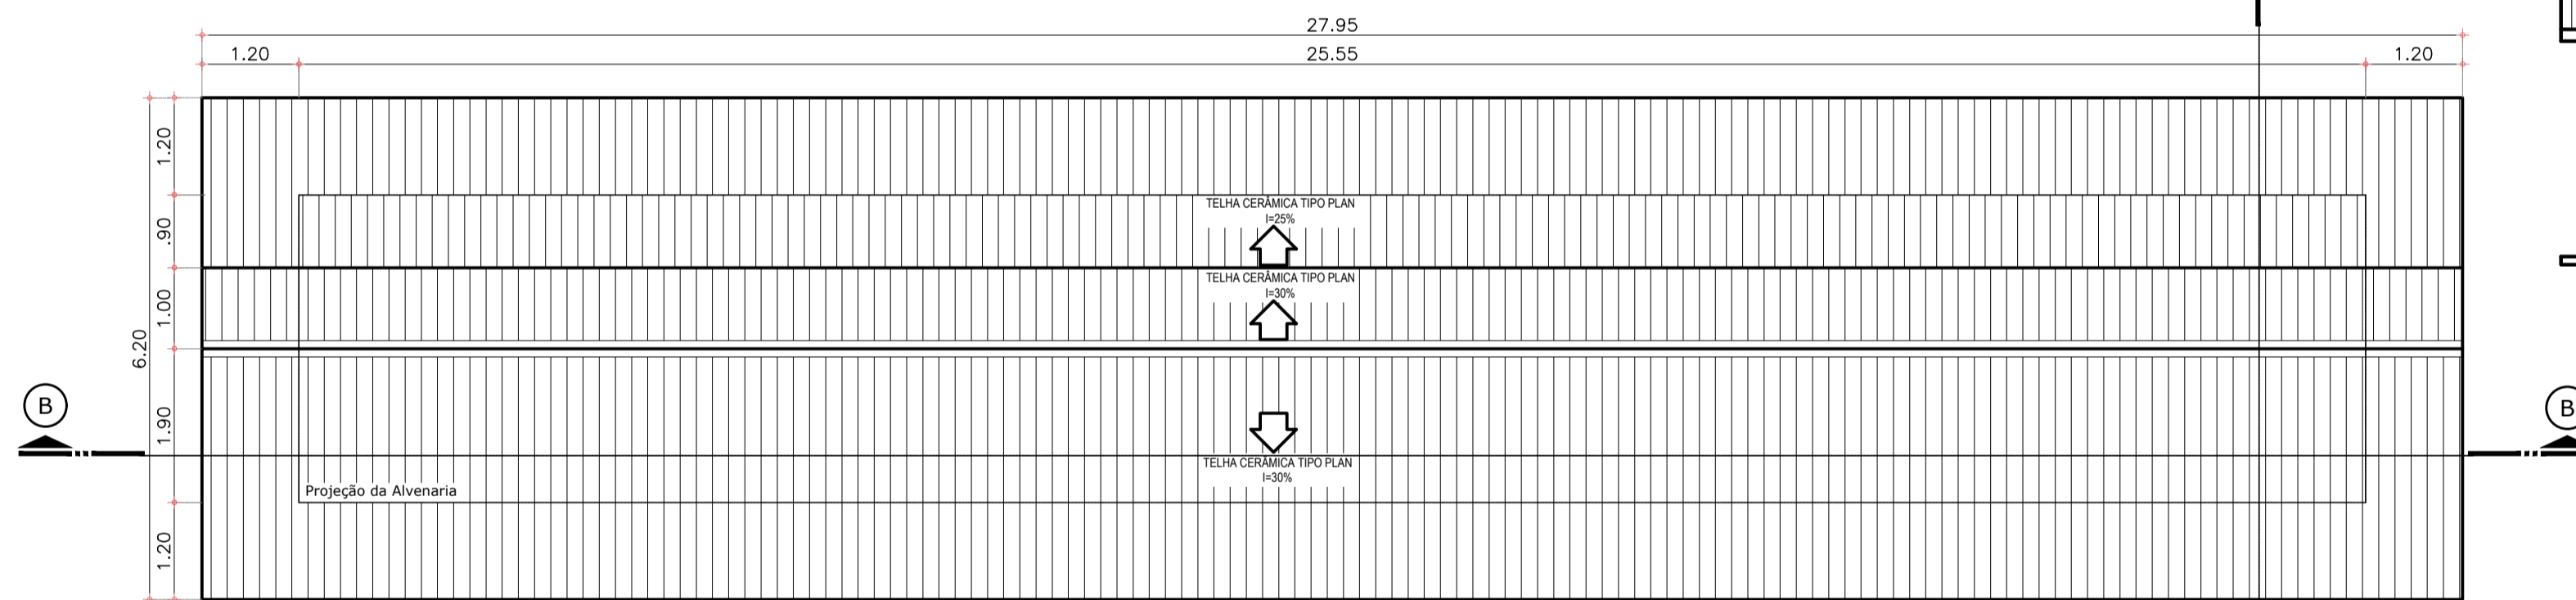 27.95
1.20
25.55
1.20
1.20
.90
1.00
6.20
1.90
1.20
TELHA CERÂMICA TIPO PLAN
I=25%
TELHA CERÂMICA TIPO PLAN
I=30%
B
B
TELHA CERÂMICA TIPO PLAN
I=30%
Projeção da Alvenaria